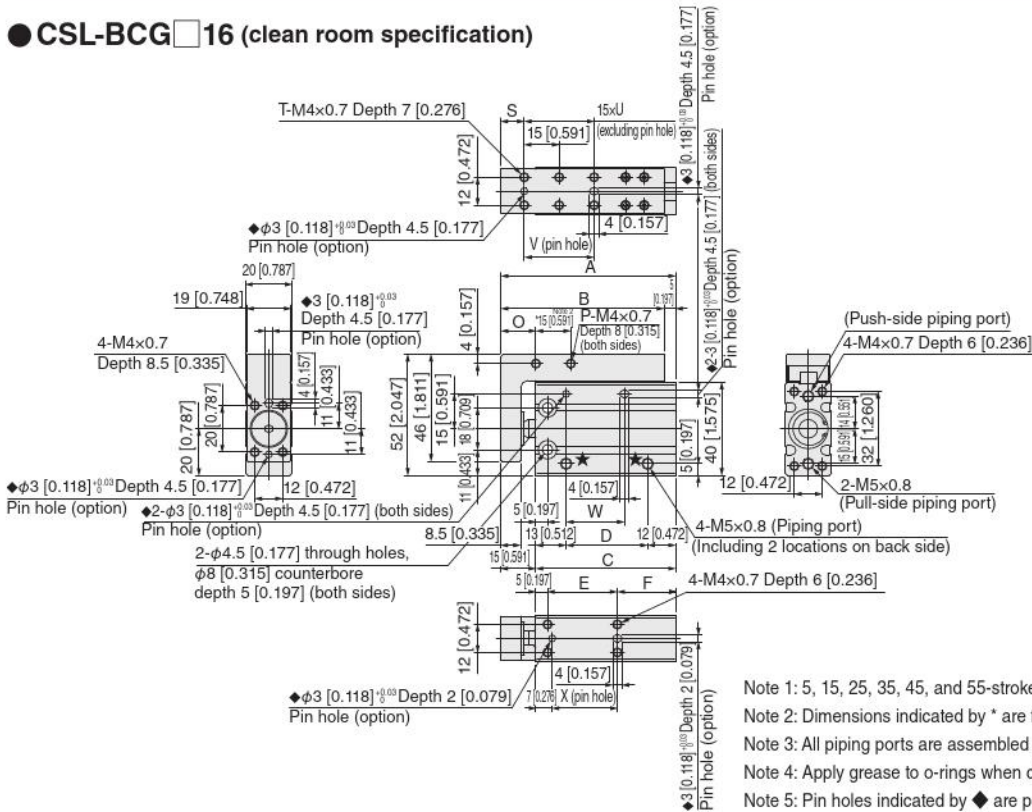 ● CSL-BCG□16 (clean room specification)
T-M4×0.7 Depth 7 [0.276]
S
15×U
(excluding pin hole)
15 [0.591]
12 [0.472]
◆3 [0.118] +0.03 0 Depth 4.5 [0.177]
Pin hole (option)
◆2-3 [0.118] +0.03 0 Depth 4.5 [0.177] (both sides)
Pin hole (option)
◆φ3 [0.118] +0.03 0 Depth 4.5 [0.177]
Pin hole (option)
4 [0.157]
V (pin hole)
A
B
5
[0.197]
20 [0.787]
19 [0.748]
◆3 [0.118] +0.03 0
Depth 4.5 [0.177]
Pin hole (option)
4-M4×0.7
Depth 8.5 [0.335]
4 [0.157]
11 [0.433]
11 [0.433]
20 [0.787]
20 [0.787]
12 [0.472]
◆φ3 [0.118] +0.03 0 Depth 4.5 [0.177]
Pin hole (option)
4 [0.157]
O
Note 2
*15 [0.591]
P-M4×0.7
Depth 8 [0.315]
(both sides)
52 [2.047]
46 [1.811]
15 [0.591]
18 [0.709]
11 [0.433]
5 [0.197]
40 [1.575]
★ ★
4 [0.157]
5 [0.197]
W
8.5 [0.335]
13 [0.512]
D
12 [0.472]
15 [0.591]
C
◆2-φ3 [0.118] +0.03 0 Depth 4.5 [0.177] (both sides)
Pin hole (option)
2-φ4.5 [0.177] through holes,
φ8 [0.315] counterbore
depth 5 [0.197] (both sides)
4-M5×0.8 (Piping port)
(Including 2 locations on back side)
(Push-side piping port)
4-M4×0.7 Depth 6 [0.236]
14 [0.551]
15 [0.591]
32 [1.260]
12 [0.472]
2-M5×0.8
(Pull-side piping port)
5 [0.197]
E
F
4-M4×0.7 Depth 6 [0.236]
12 [0.472]
4 [0.157]
7 [0.276]
X (pin hole)
◆φ3 [0.118] +0.03 0 Depth 2 [0.079]
Pin hole (option)
◆3 [0.118] +0.03 0 Depth 2 [0.079]
Pin hole (option)
Note 1: 5, 15, 25, 35, 45, and 55-stroke
Note 2: Dimensions indicated by * are
Note 3: All piping ports are assembled
Note 4: Apply grease to o-rings when
Note 5: Pin holes indicated by ◆ are